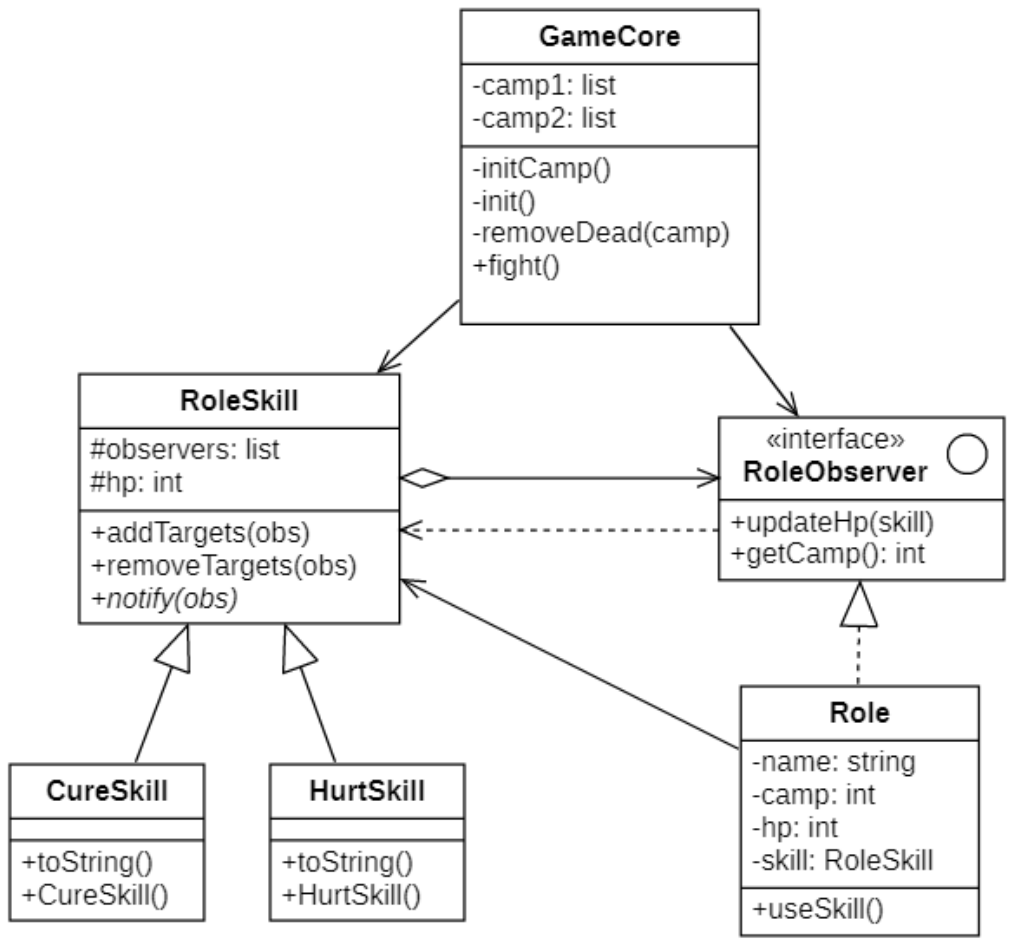 GameCore
-camp1: list
-camp2: list
-initCamp()
-init()
-removeDead(camp)
+fight()
RoleSkill
#observers: list
#hp: int
+addTargets(obs)
+removeTargets(obs)
+notify(obs)
«interface»
RoleObserver
+updateHp(skill)
+getCamp(): int
CureSkill
+toString()
+CureSkill()
HurtSkill
+toString()
+HurtSkill()
Role
-name: string
-camp: int
-hp: int
-skill: RoleSkill
+useSkill()